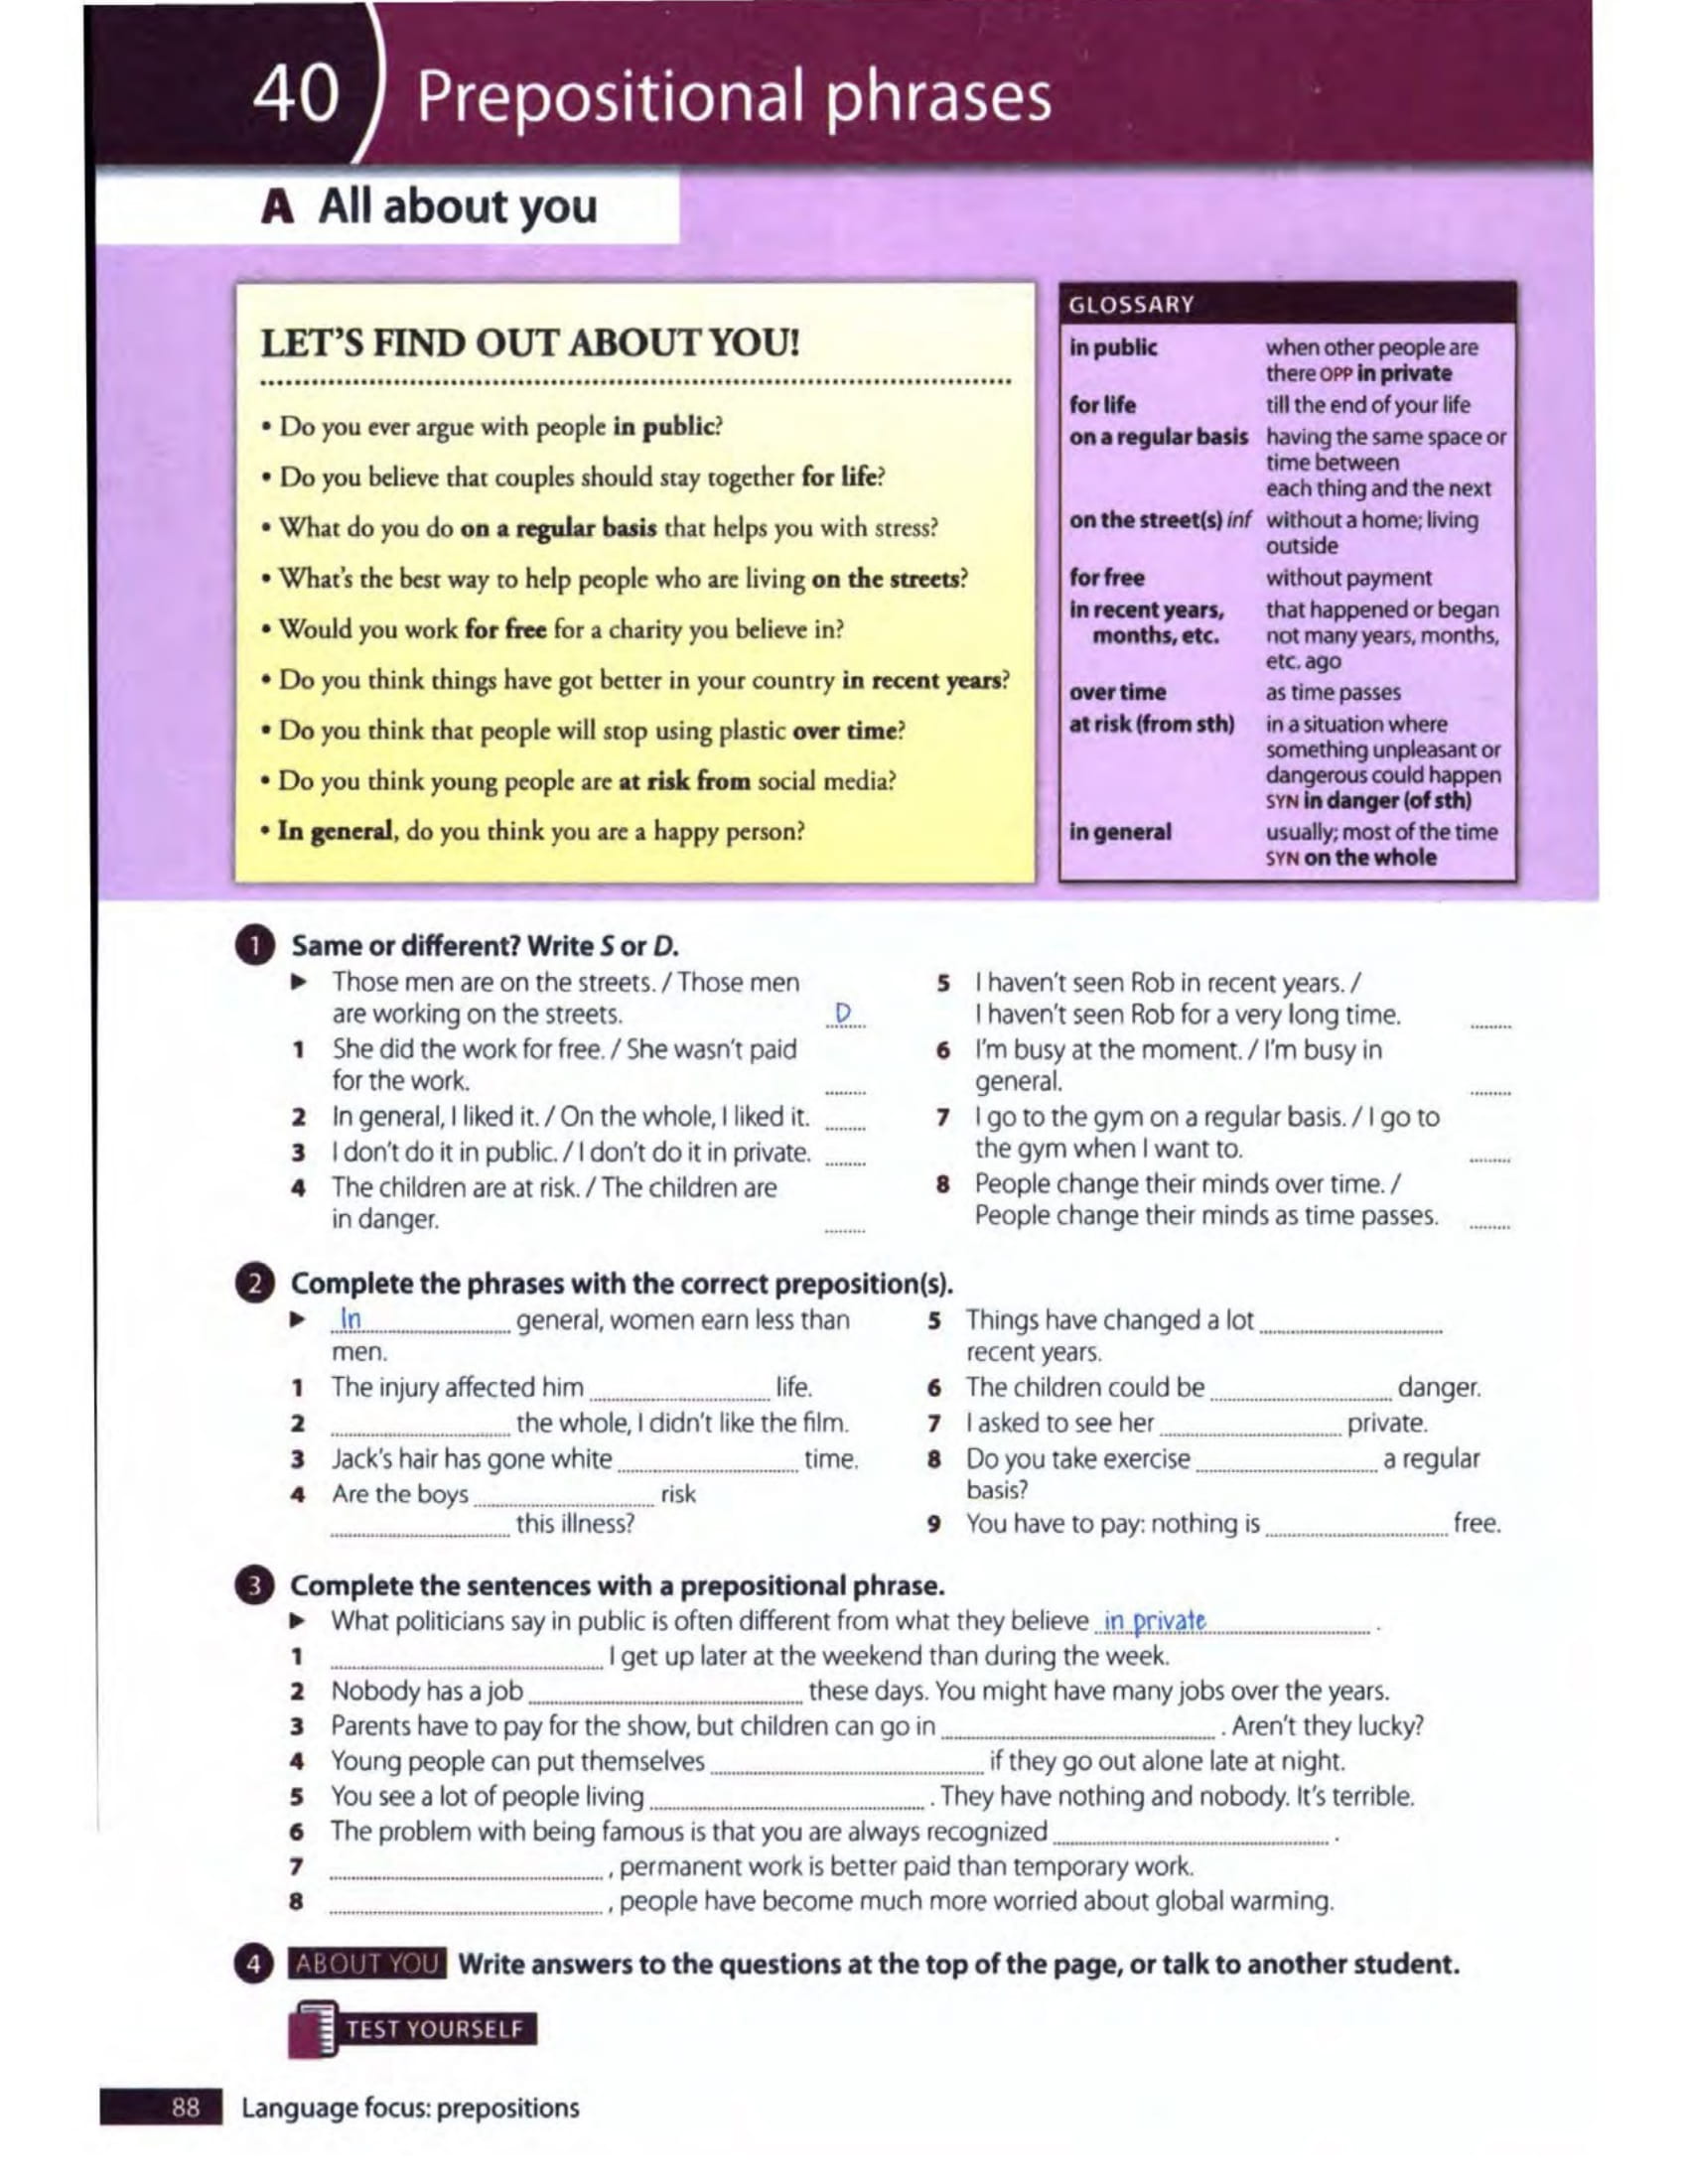 40 Prepositional phrases
A All about you
LET'S FIND OUT ABOUT YOU!
• Do you ever argue with people in public?
• Do you believe that couples should stay together for life?
• What do you do on a regular basis that helps you with stress?
• What's the best way to help people who are living on the streets?
• Would you work for free for a charity you believe in?
• Do you think things have got better in your country in recent years?
• Do you think that people will stop using plastic over time?
• Do you think young people are at risk from social media?
• In general, do you think you are a happy person?
GLOSSARY
in public when other people are
there OPP in private
for life till the end of your life
on a regular basis having the same space or
time between
each thing and the next
on the street(s) inf without a home; living
outside
for free without payment
in recent years, that happened or began
months, etc. not many years, months,
etc. ago
over time as time passes
at risk (from sth) in a situation where
something unpleasant or
dangerous could happen
SYN in danger (of sth)
in general usually; most of the time
SYN on the whole
1 Same or different? Write S or D.
► Those men are on the streets. / Those men
are working on the streets. D
1 She did the work for free. / She wasn't paid
for the work.
2 In general, I liked it. / On the whole, I liked it.
3 I don't do it in public. / I don't do it in private.
4 The children are at risk. / The children are
in danger.
5 I haven't seen Rob in recent years. /
I haven't seen Rob for a very long time.
6 I'm busy at the moment. / I'm busy in
general.
7 I go to the gym on a regular basis. / I go to
the gym when I want to.
8 People change their minds over time. /
People change their minds as time passes.
2 Complete the phrases with the correct preposition(s).
► In general, women earn less than
men.
1 The injury affected him ............ life.
2 ............ the whole, I didn't like the film.
3 Jack's hair has gone white ............ time.
4 Are the boys ............ risk
............ this illness?
5 Things have changed a lot ............
recent years.
6 The children could be ............ danger.
7 I asked to see her ............ private.
8 Do you take exercise ............ a regular
basis?
9 You have to pay: nothing is ............ free.
3 Complete the sentences with a prepositional phrase.
► What politicians say in public is often different from what they believe in private ............ .
1 ............ I get up later at the weekend than during the week.
2 Nobody has a job ............ these days. You might have many jobs over the years.
3 Parents have to pay for the show, but children can go in ............ . Aren't they lucky?
4 Young people can put themselves ............ if they go out alone late at night.
5 You see a lot of people living ............ . They have nothing and nobody. It's terrible.
6 The problem with being famous is that you are always recognized ............ .
7 ............ , permanent work is better paid than temporary work.
8 ............ , people have become much more worried about global warming.
4 ABOUT YOU Write answers to the questions at the top of the page, or talk to another student.
TEST YOURSELF
88 Language focus: prepositions